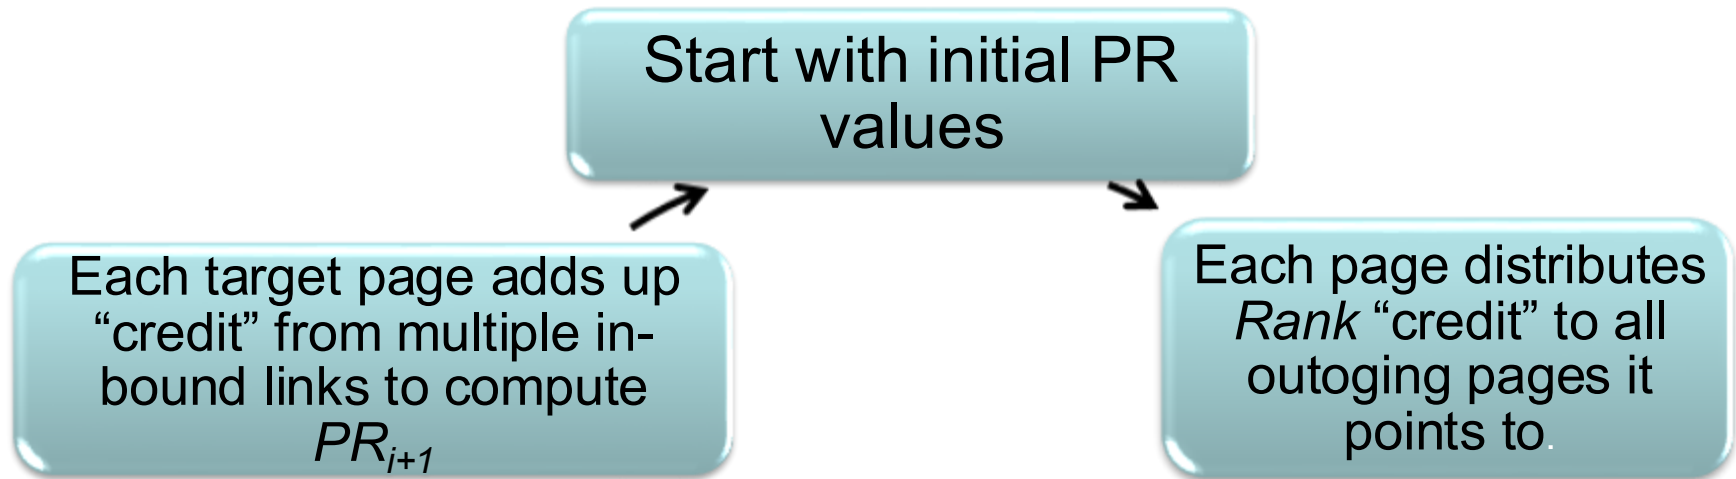 Start with initial PR
values
Each target page adds up
“credit” from multiple in-
bound links to compute
PRi+1
Each page distributes
Rank “credit” to all
outoging pages it
points to.